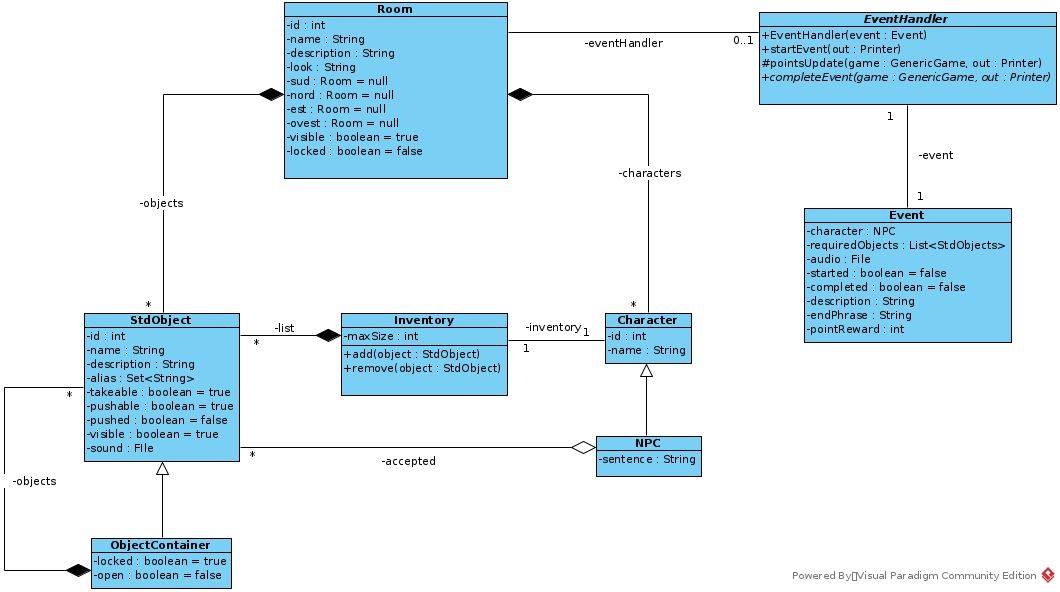 Room
-id : int
-name : String
-description : String
-look : String
-sud : Room = null
-nord : Room = null
-est : Room = null
-ovest : Room = null
-visible : boolean = true
-locked : boolean = false
-eventHandler
0..1
EventHandler
+EventHandler(event : Event)
+startEvent(out : Printer)
#pointsUpdate(game : GenericGame, out : Printer)
+completeEvent(game : GenericGame, out : Printer)
1
-event
1
Event
-character : NPC
-requiredObjects : List<StdObjects>
-audio : File
-started : boolean = false
-completed : boolean = false
-description : String
-endPhrase : String
-pointReward : int
-objects
*
-characters
*
StdObject
-id : int
-name : String
-description : String
-alias : Set<String>
-takeable : boolean = true
-pushable : boolean = true
-pushed : boolean = false
-visible : boolean = true
-sound : FIle
-list
*
Inventory
-maxSize : int
+add(object : StdObject)
+remove(object : StdObject)
-inventory
1
1
Character
-id : int
-name : String
NPC
-sentence : String
*
-accepted
*
-objects
ObjectContainer
-locked : boolean = true
-open : boolean = false
Powered By Visual Paradigm Community Edition